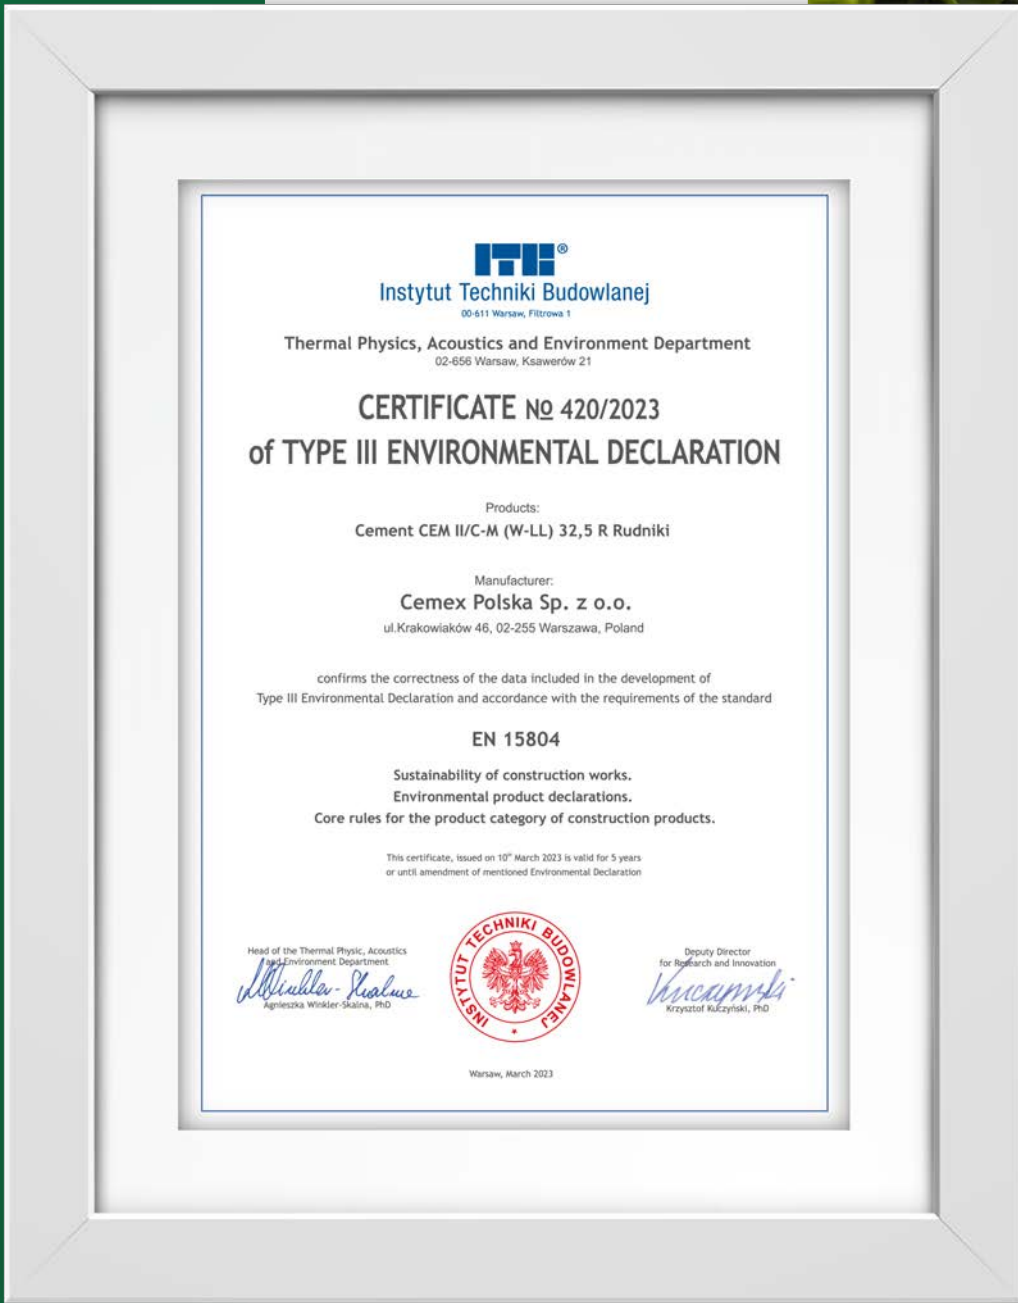 ITB®
Instytut Techniki Budowlanej
00-611 Warsaw, Filtrowa 1
Thermal Physics, Acoustics and Environment Department
02-656 Warsaw, Ksawerów 21
CERTIFICATE № 420/2023
of TYPE III ENVIRONMENTAL DECLARATION
Products:
Cement CEM II/C-M (W-LL) 32,5 R Rudniki
Manufacturer:
Cemex Polska Sp. z o.o.
ul.Krakowiaków 46, 02-255 Warszawa, Poland
confirms the correctness of the data included in the development of
Type III Environmental Declaration and accordance with the requirements of the standard
EN 15804
Sustainability of construction works.
Environmental product declarations.
Core rules for the product category of construction products.
This certificate, issued on 10th March 2023 is valid for 5 years
or until amendment of mentioned Environmental Declaration
Head of the Thermal Physic, Acoustics
and Environment Department
Agnieszka Winkler-Skalna, PhD
INSTYTUT TECHNIKI BUDOWLANEJ
Deputy Director
for Research and Innovation
Krzysztof Kuczyński, PhD
Warsaw, March 2023